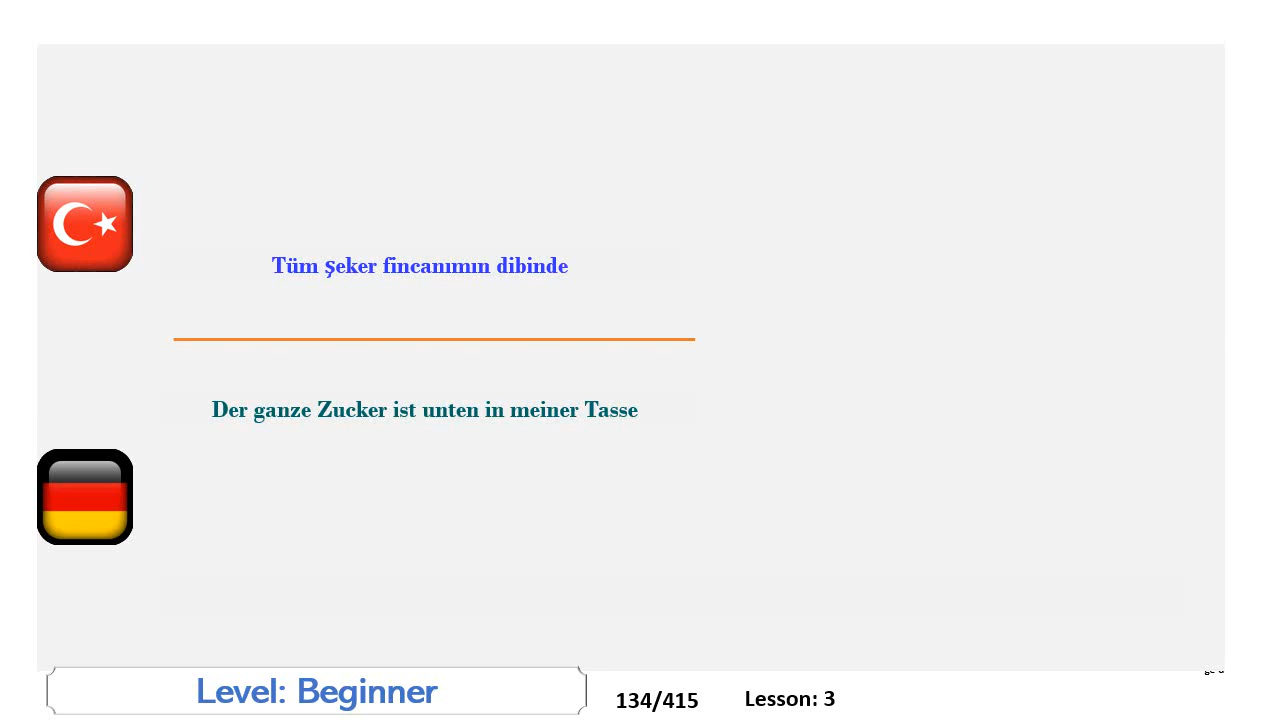 Tüm şeker fincanımın dibinde
Der ganze Zucker ist unten in meiner Tasse
Level: Beginner
134/415
Lesson: 3